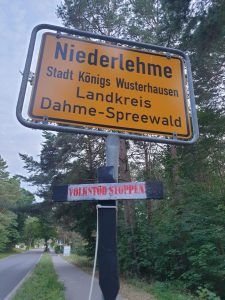 Niederlehme
Stadt Königs Wusterhausen
Landkreis
Dahme-Spreewald
VOLKSTOD STOPPEN